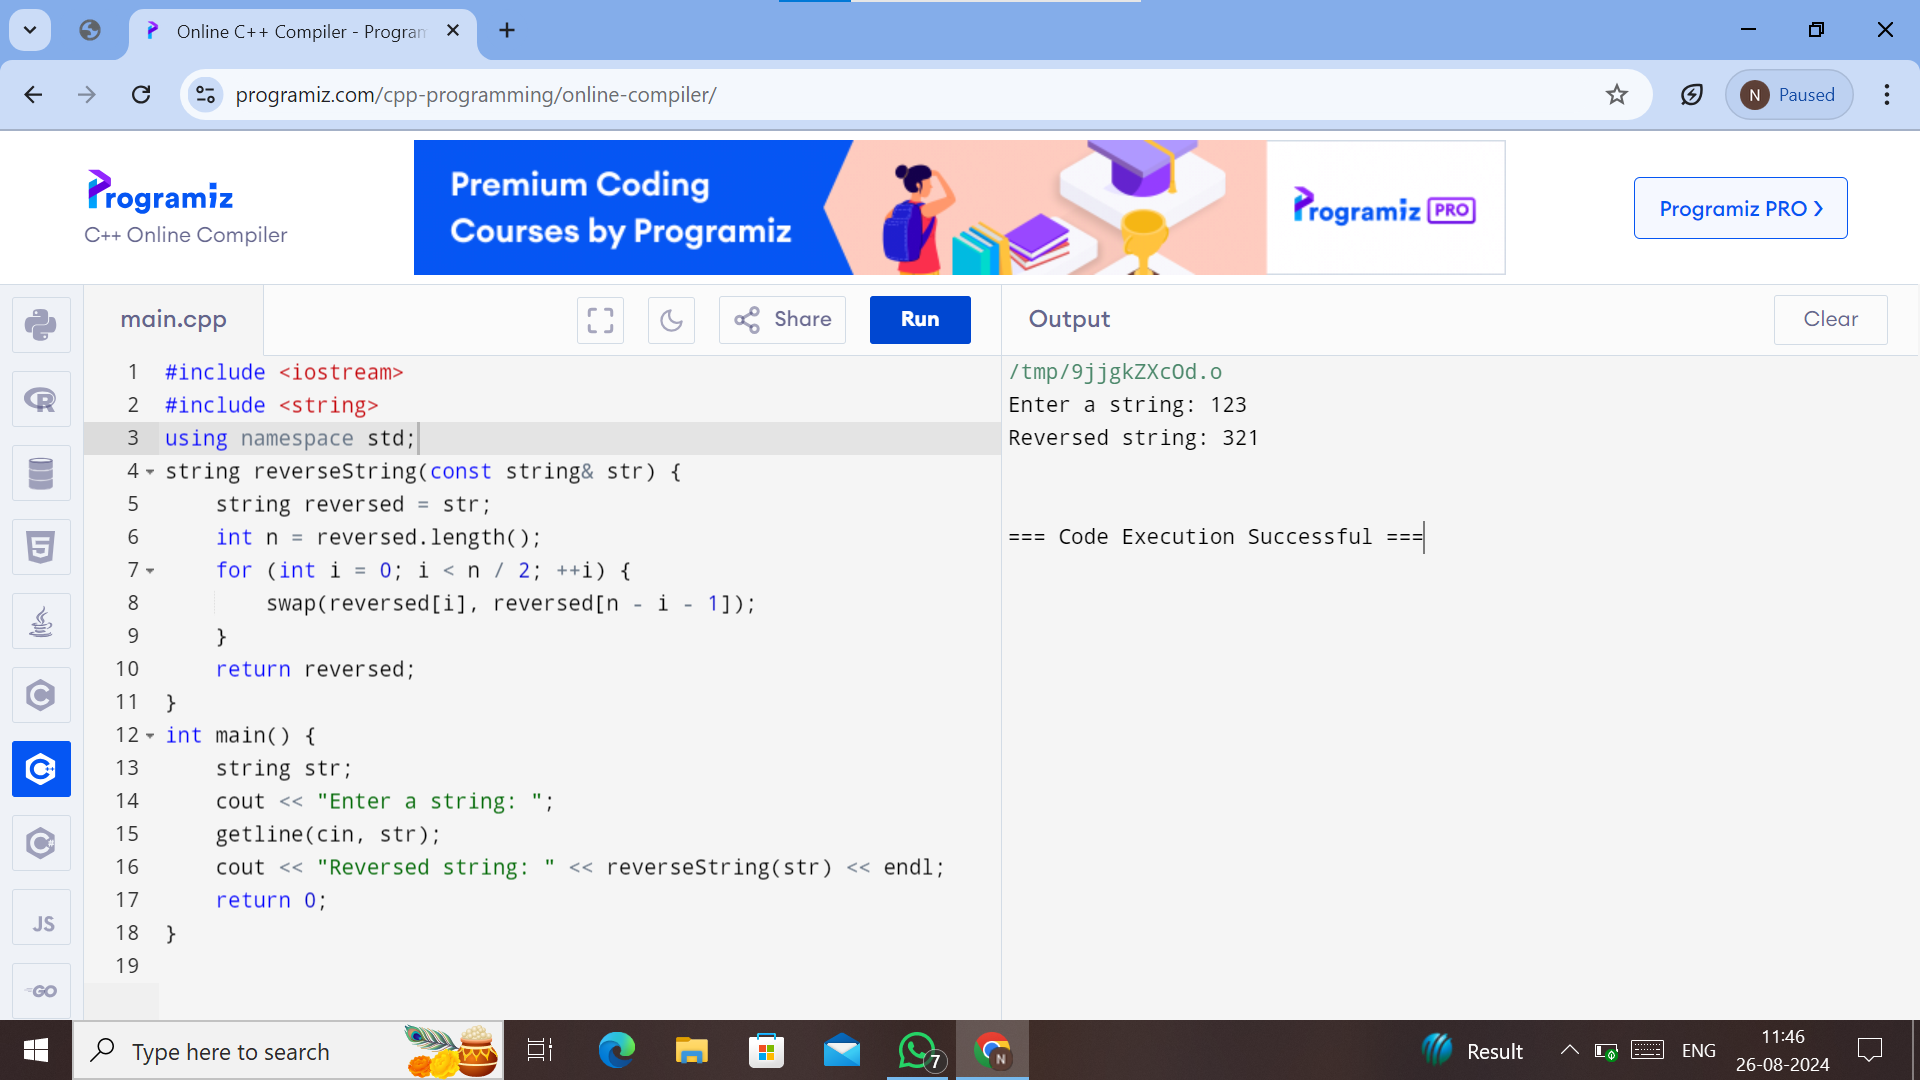 Online C++ Compiler - Program
programiz.com/cpp-programming/online-compiler/
N Paused
Programiz
C++ Online Compiler
Premium Coding
Courses by Programiz
Programiz PRO
Programiz PRO >
main.cpp
Share
Run
Output
Clear
1 #include <iostream>
2 #include <string>
3 using namespace std;
4 string reverseString(const string& str) {
5     string reversed = str;
6     int n = reversed.length();
7     for (int i = 0; i < n / 2; ++i) {
8         swap(reversed[i], reversed[n - i - 1]);
9     }
10     return reversed;
11 }
12 int main() {
13     string str;
14     cout << "Enter a string: ";
15     getline(cin, str);
16     cout << "Reversed string: " << reverseString(str) << endl;
17     return 0;
18 }
19
/tmp/9jjgkZXcOd.o
Enter a string: 123
Reversed string: 321
=== Code Execution Successful ===
R
5
C
C
C#
JS
GO
Type here to search
7
N
Result
ENG
11:46
26-08-2024